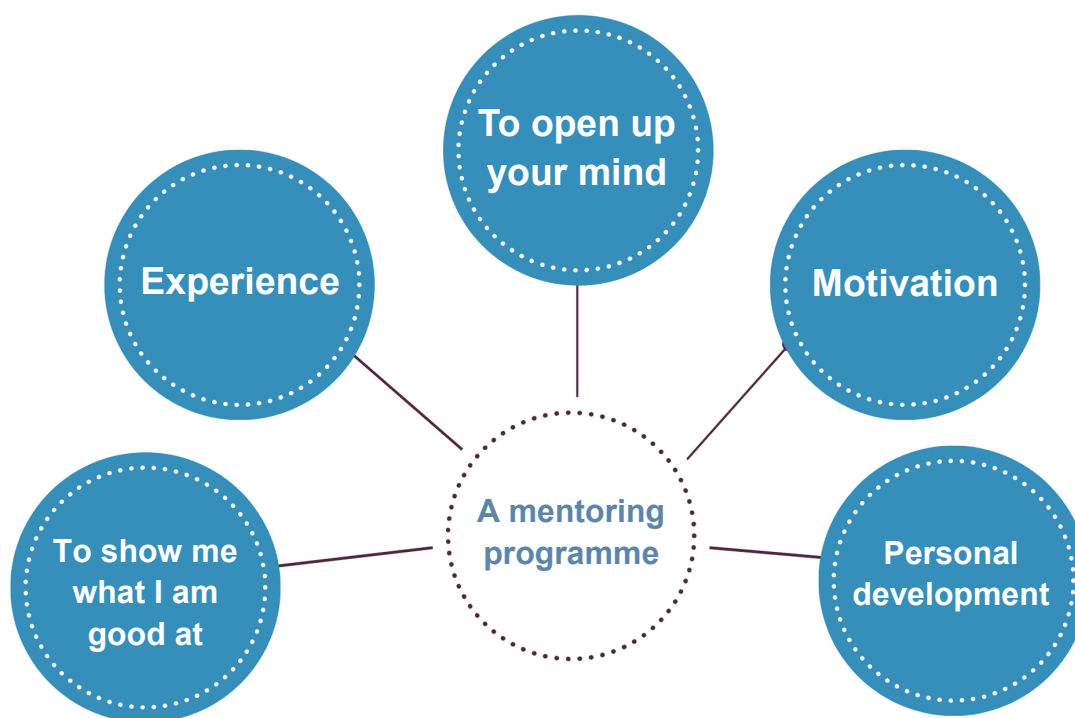 To open up
your mind
Experience
Motivation
A mentoring
programme
To show me
what I am
good at
Personal
development